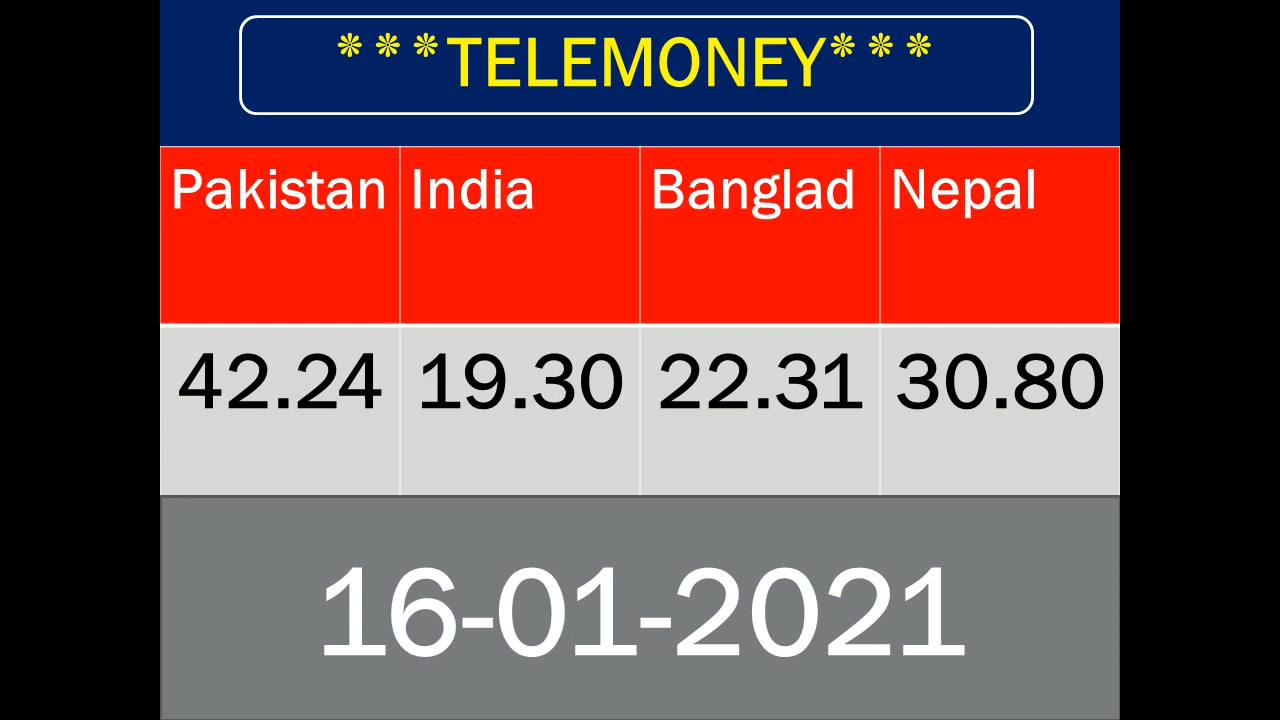 ***TELEMONEY***
Pakistan India Banglad Nepal
42.24 19.30 22.31 30.80
16-01-2021